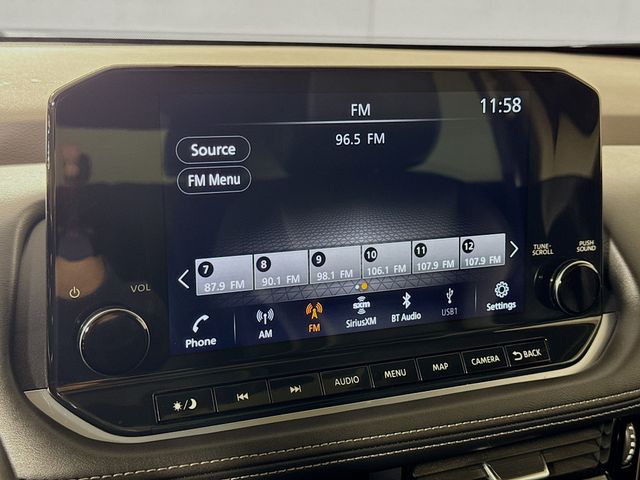 FM
11:58
96.5 FM
Source
FM Menu
7 8 9 10 11 12
87.9 FM 90.1 FM 98.1 FM 106.1 FM 107.9 FM 107.9 FM
TUNE-
SCROLL
PUSH
SOUND
VOL
Phone
AM
FM
sxm
SiriusXM
BT Audio
USB1
Settings
AUDIO MENU MAP CAMERA BACK